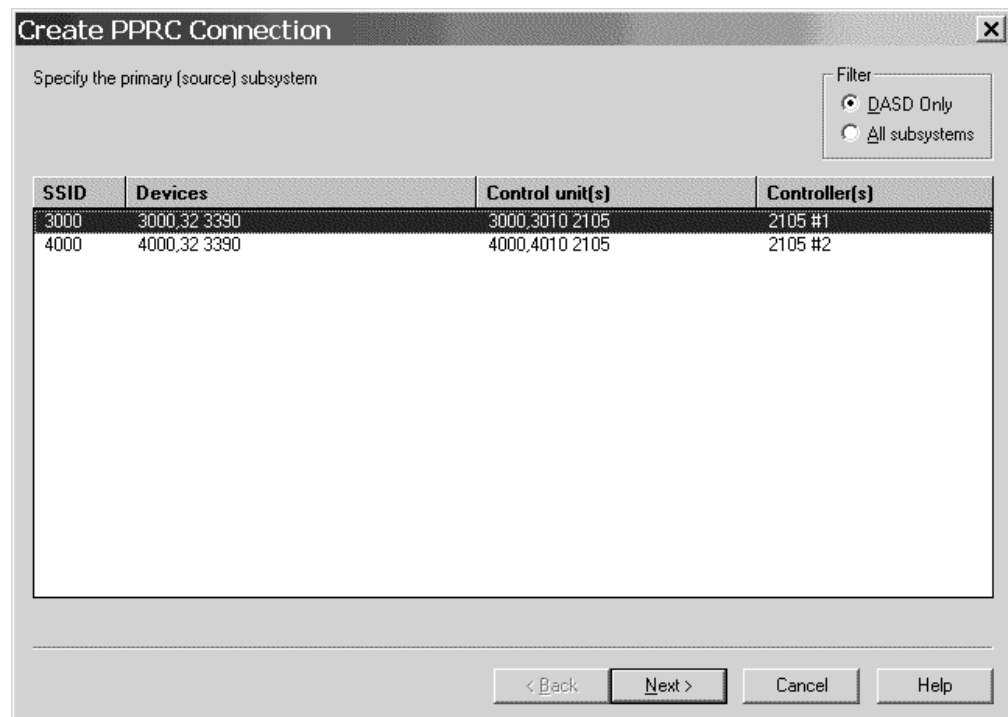 Create PPRC Connection
Specify the primary (source) subsystem
Filter
DASD Only
All subsystems
SSID Devices Control unit(s) Controller(s)
3000 3000,32 3390 3000,3010 2105 2105 #1
4000 4000,32 3390 4000,4010 2105 2105 #2
< Back Next > Cancel Help